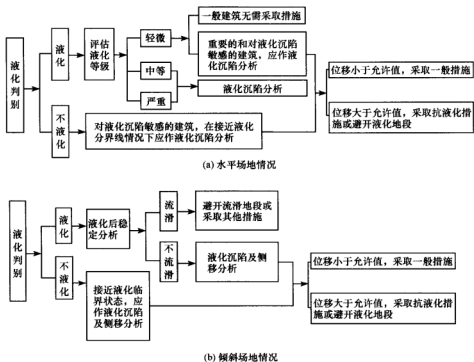 液化判别
液化
评估
液化
等级
轻微
一般建筑无需采取措施
重要的和对液化沉陷
敏感的建筑,应作液
化沉陷分析
中等
严重
液化沉陷分析
不液化
对液化沉陷敏感的建筑,在接近液化
分界线情况下应作液化沉陷分析
位移小于允许值,采取一般措施
位移大于允许值,采取抗液化措
施或避开液化地段
(a) 水平场地情况
液化判别
液化
液化后稳
定分析
流滑
避开流滑地段或
采取其他措施
不流滑
液化沉陷及侧
移分析
不液化
接近液化临
界状态,应
作液化沉陷
及侧移分析
位移小于允许值,采取一般措施
位移大于允许值,采取抗液化措
施或避开液化地段
(b) 倾斜场地情况